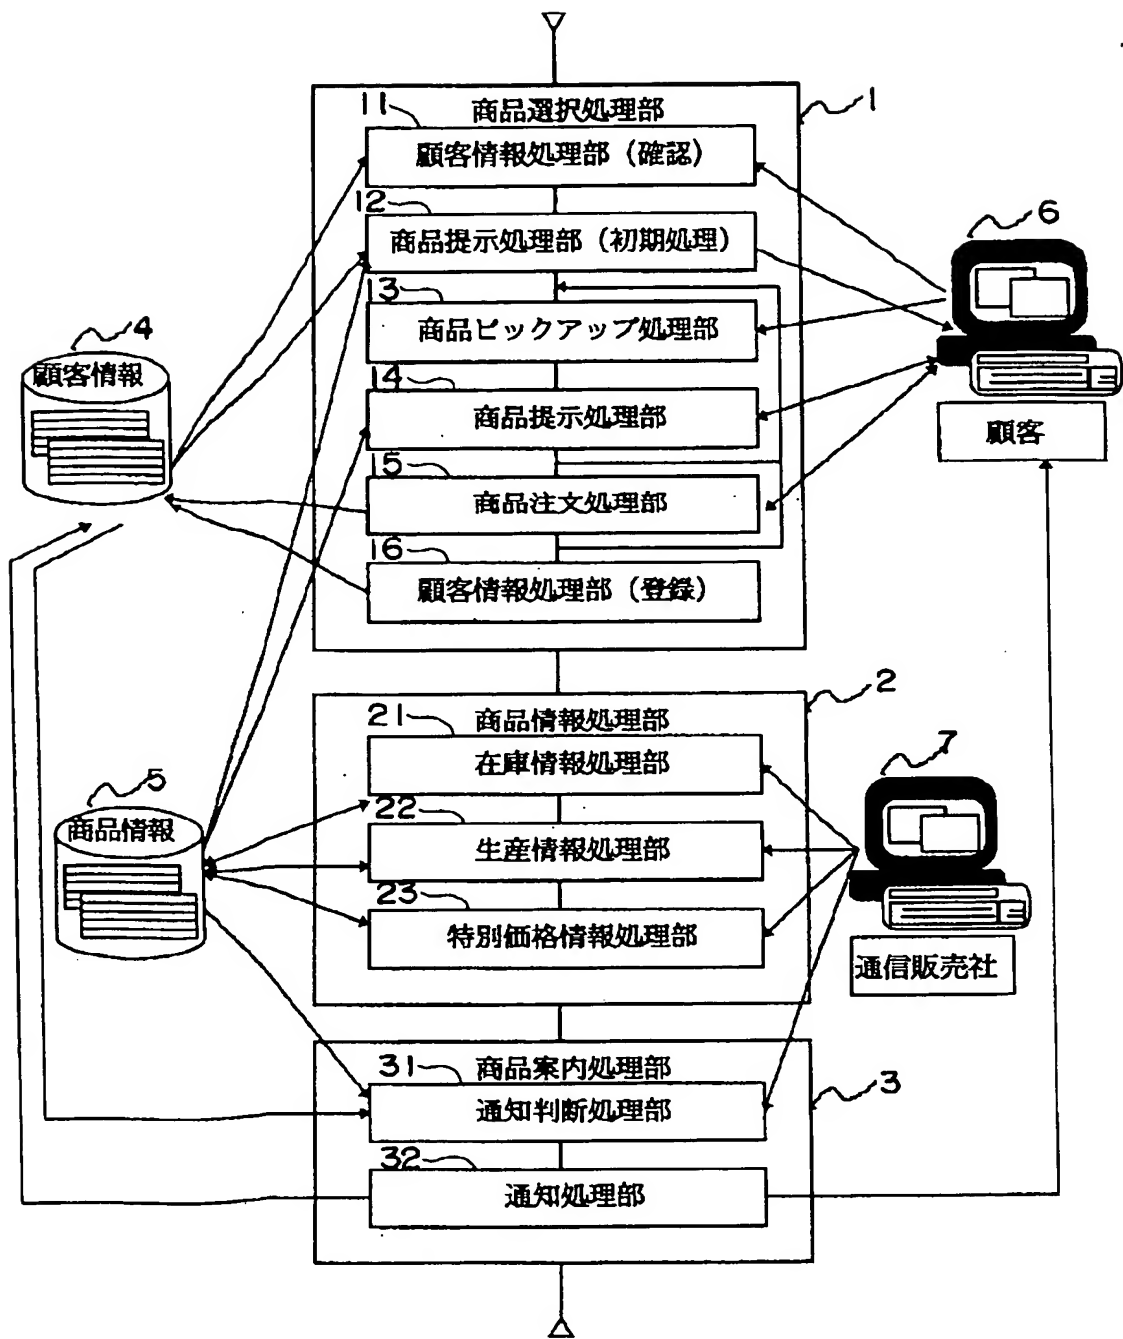 商品選択処理部
1
11
顧客情報処理部(確認)
12
商品提示処理部(初期処理)
6
13
商品ピックアップ処理部
4
顧客情報
14
商品提示処理部
顧客
15
商品注文処理部
16
顧客情報処理部(登録)
2
商品情報処理部
21
在庫情報処理部
7
5
商品情報
22
生産情報処理部
23
特別価格情報処理部
通信販売社
商品案内処理部
3
31
通知判断処理部
32
通知処理部